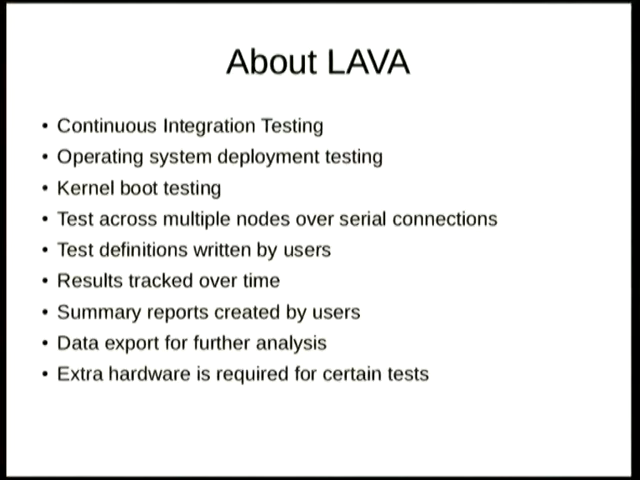 About LAVA
• Continuous Integration Testing
• Operating system deployment testing
• Kernel boot testing
• Test across multiple nodes over serial connections
• Test definitions written by users
• Results tracked over time
• Summary reports created by users
• Data export for further analysis
• Extra hardware is required for certain tests